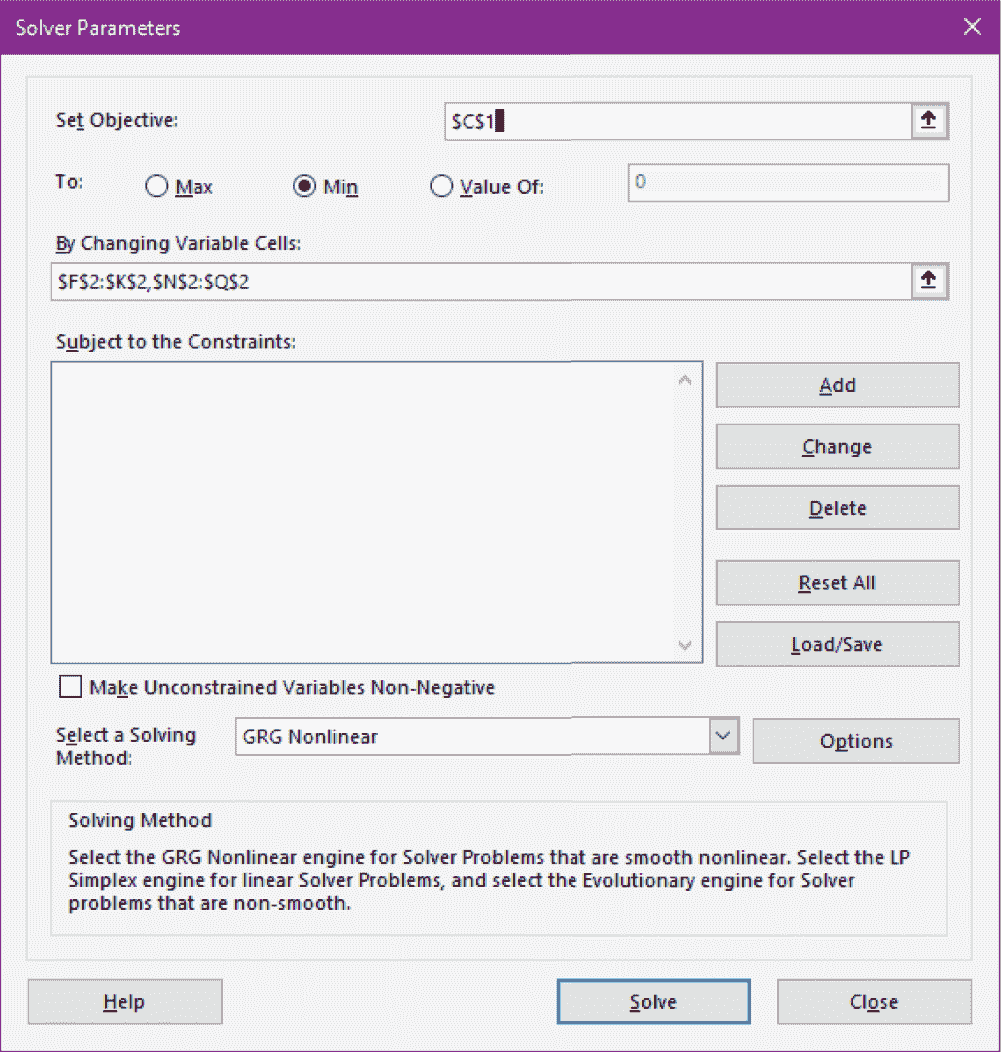 Solver Parameters
Set Objective:
$C$1
To:
Max
Min
Value Of:
0
By Changing Variable Cells:
$F$2:$K$2,$N$2:$Q$2
Subject to the Constraints:
Add
Change
Delete
Reset All
Load/Save
Make Unconstrained Variables Non-Negative
Select a Solving
Method:
GRG Nonlinear
Options
Solving Method
Select the GRG Nonlinear engine for Solver Problems that are smooth nonlinear. Select the LP
Simplex engine for linear Solver Problems, and select the Evolutionary engine for Solver
problems that are non-smooth.
Help
Solve
Close